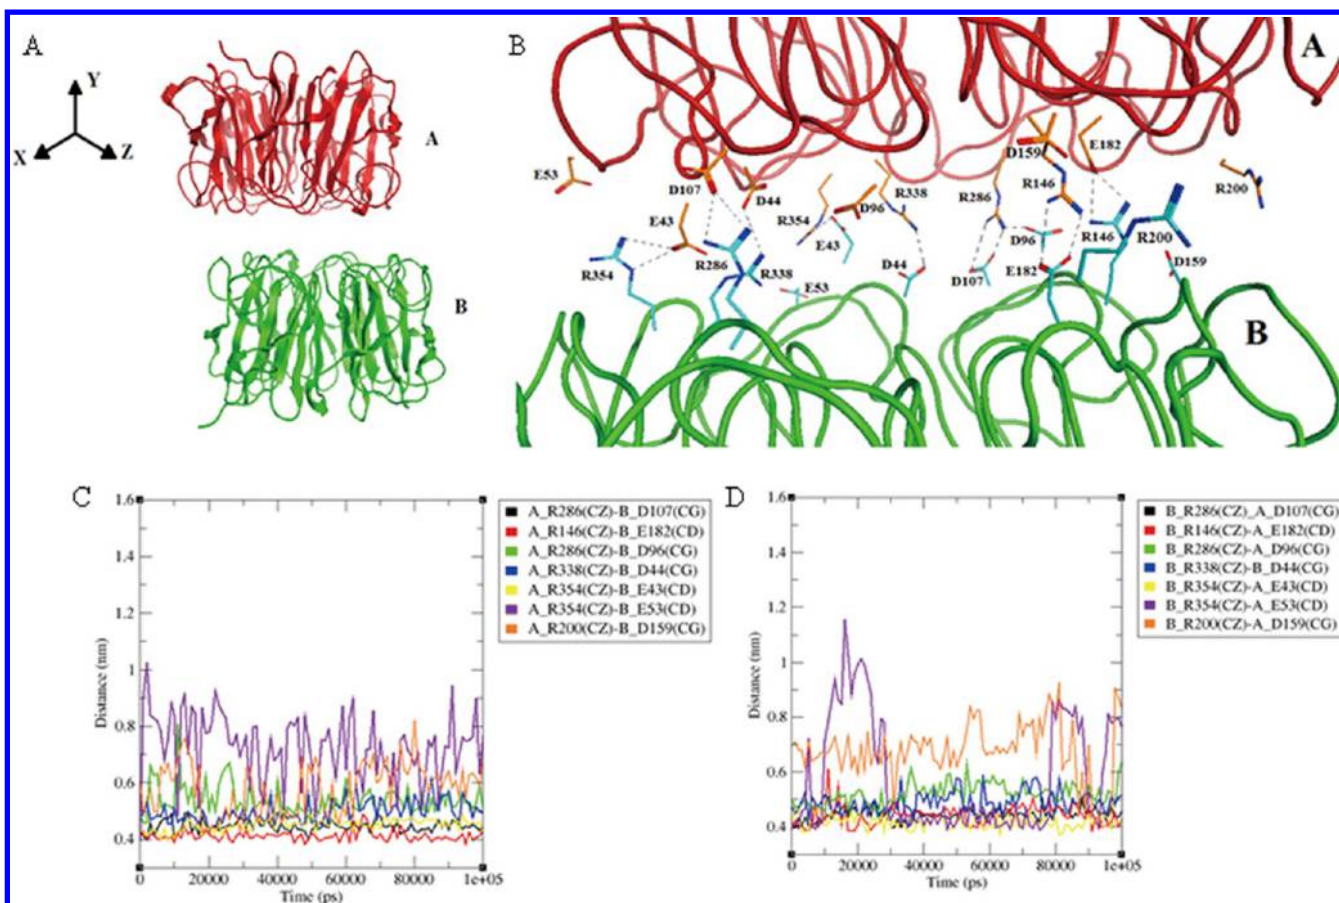 A
Y
X
Z
A
B
B
A
E53
D107
D44
E43
R354
R286
R338
R354
E43
D96
R338
E53
D44
D159
E182
R286
R146
R200
D96
R146
R200
D107
E182
D159
B
C
1.6
1.4
1.2
1
0.8
0.6
0.4
Distance (nm)
0
20000
40000
60000
80000
1e+05
Time (ps)
A_R286(CZ)-B_D107(CG)
A_R146(CZ)-B_E182(CD)
A_R286(CZ)-B_D96(CG)
A_R338(CZ)-B_D44(CG)
A_R354(CZ)-B_E43(CD)
A_R354(CZ)-B_E53(CD)
A_R200(CZ)-B_D159(CG)
D
1.6
1.4
1.2
1
0.8
0.6
0.4
Distance (nm)
0
20000
40000
60000
80000
1e+05
Time (ps)
B_R286(CZ)_A_D107(CG)
B_R146(CZ)-A_E182(CD)
B_R286(CZ)-A_D96(CG)
B_R338(CZ)-B_D44(CG)
B_R354(CZ)-A_E43(CD)
B_R354(CZ)-A_E53(CD)
B_R200(CZ)-A_D159(CG)